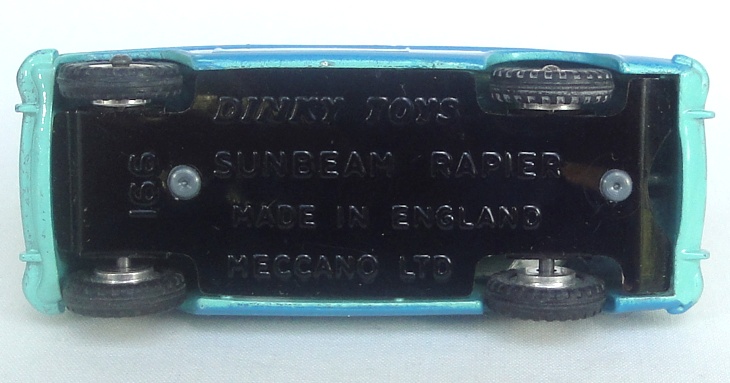 DINKY TOYS
166
SUNBEAM RAPIER
MADE IN ENGLAND
MECCANO LTD